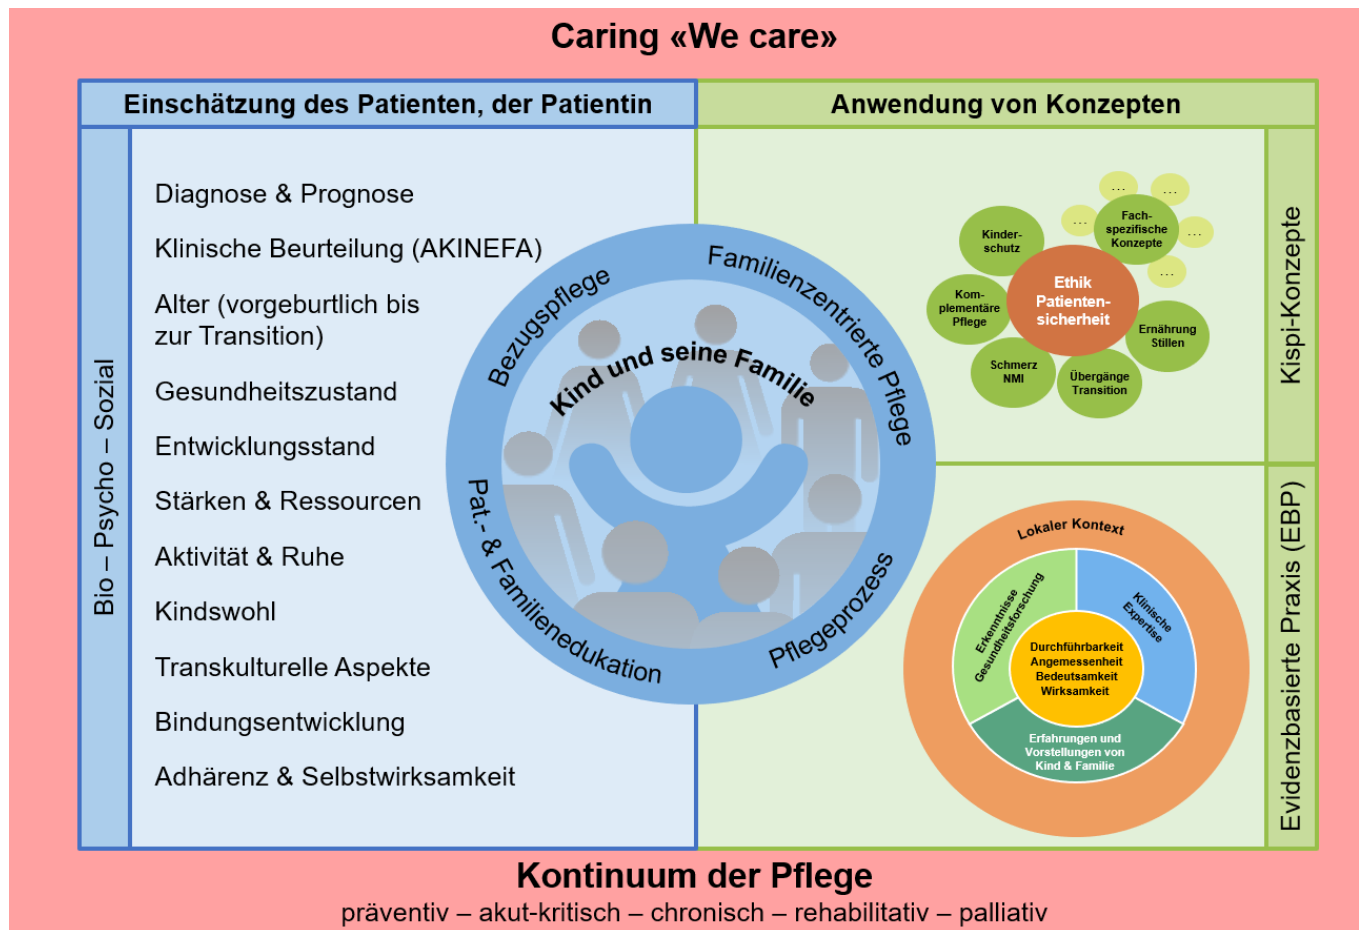 Caring «We care»
Einschätzung des Patienten, der Patientin
Anwendung von Konzepten
Bio – Psycho – Sozial
Diagnose & Prognose
Klinische Beurteilung (AKINEFA)
Alter (vorgeburtlich bis
zur Transition)
Gesundheitszustand
Entwicklungsstand
Stärken & Ressourcen
Aktivität & Ruhe
Kindswohl
Transkulturelle Aspekte
Bindungsentwicklung
Adhärenz & Selbstwirksamkeit
Bezugspflege
Familienzentrierte Pflege
Kind und seine Familie
Pat.- & Familienedukation
Pflegeprozess
Kispi-Konzepte
...
...
...
...
...
Fach-
spezifische
Konzepte
Kinder-
schutz
Ethik
Patienten-
sicherheit
Kom-
plementäre
Pflege
Ernährung
Stillen
Schmerz
NMI
Übergänge
Transition
Evidenzbasierte Praxis (EBP)
Lokaler Kontext
Erkenntnisse
Gesundheitsforschung
Klinische
Expertise
Durchführbarkeit
Angemessenheit
Bedeutsamkeit
Wirksamkeit
Erfahrungen und
Vorstellungen von
Kind & Familie
Kontinuum der Pflege
präventiv – akut-kritisch – chronisch – rehabilitativ – palliativ